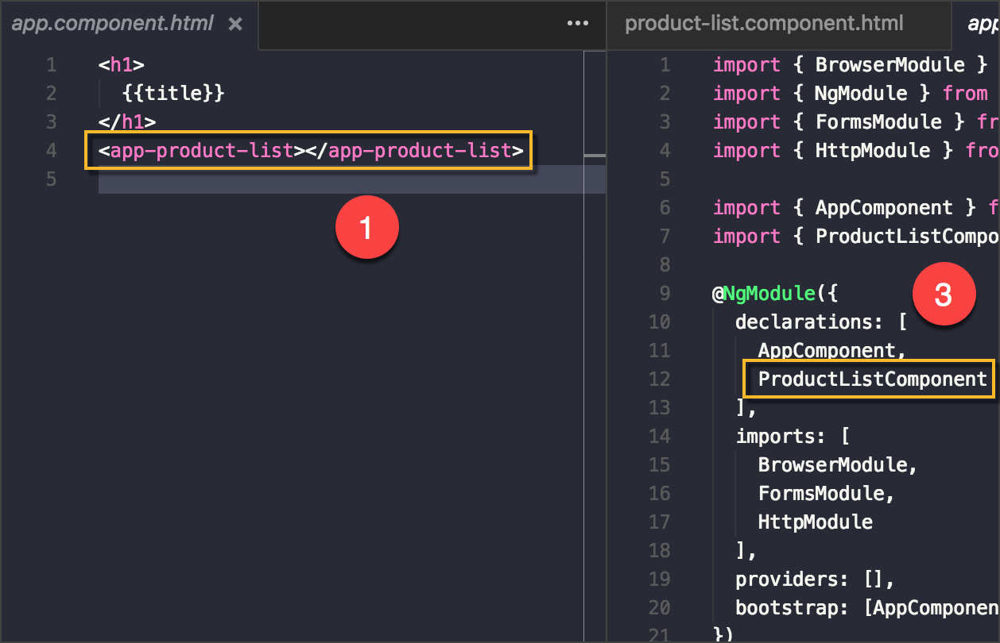 app.component.html ×
1 <h1>
2 {{title}}
3 </h1>
4 <app-product-list></app-product-list>
5
1
product-list.component.html app
1 import { BrowserModule }
2 import { NgModule } from
3 import { FormsModule } fr
4 import { HttpModule } fro
5
6 import { AppComponent } f
7 import { ProductListCompo
8
9 @NgModule({
3
10 declarations: [
11 AppComponent,
12 ProductListComponent
13 ],
14 imports: [
15 BrowserModule,
16 FormsModule,
17 HttpModule
18 ],
19 providers: [],
20 bootstrap: [AppComponen
21 })